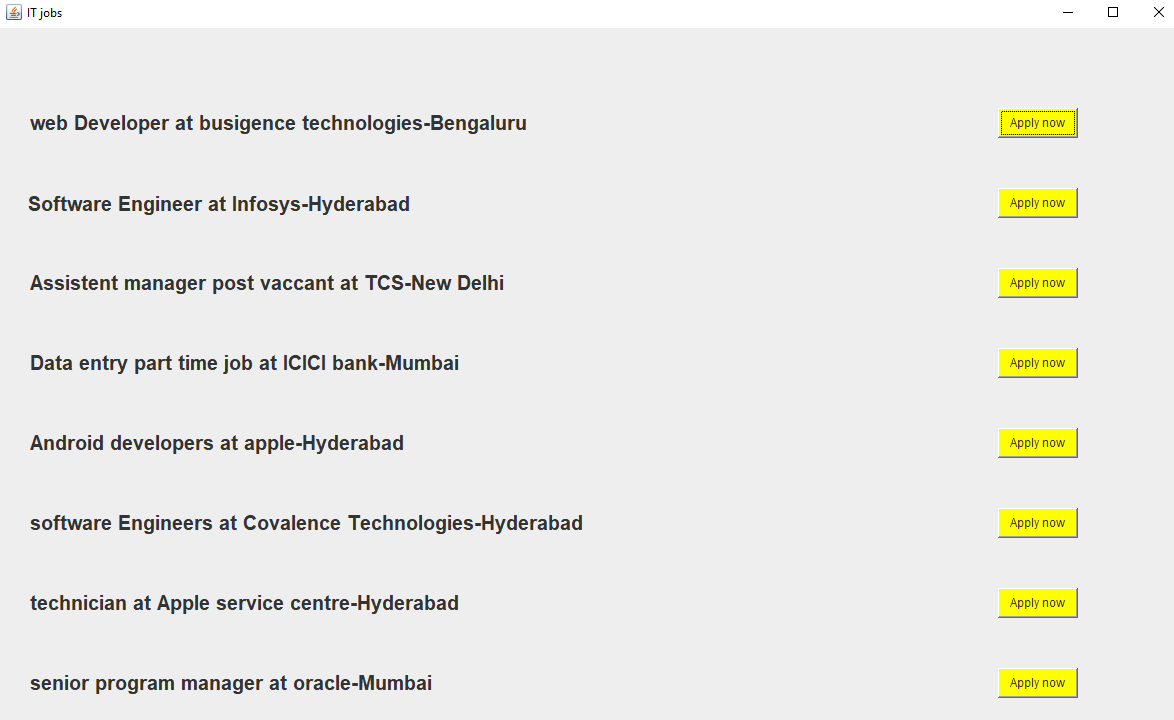 IT jobs
web Developer at busigence technologies-Bengaluru
Apply now
Software Engineer at Infosys-Hyderabad
Apply now
Assistent manager post vaccant at TCS-New Delhi
Apply now
Data entry part time job at ICICI bank-Mumbai
Apply now
Android developers at apple-Hyderabad
Apply now
software Engineers at Covalence Technologies-Hyderabad
Apply now
technician at Apple service centre-Hyderabad
Apply now
senior program manager at oracle-Mumbai
Apply now